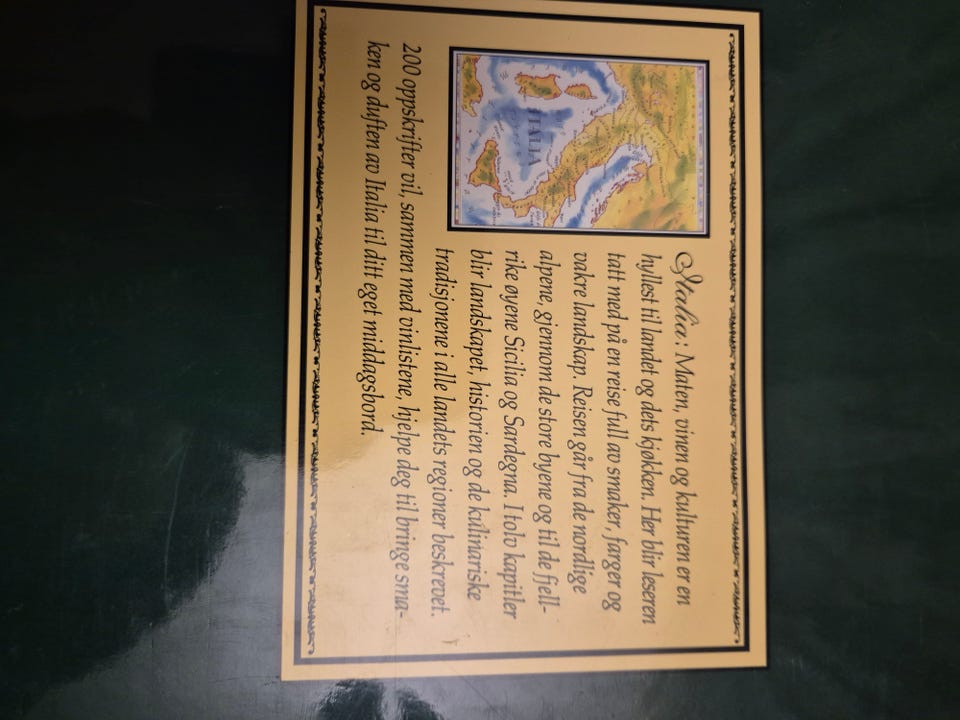 ITALIA
Italia: Maten, vinen og kulturen er en
hyllest til landet og dets kjøkken. Her blir leseren
tatt med på en reise full av smaker, farger og
vakre landskap. Reisen går fra de nordlige
alpene, gjennom de store byene og til de fjell-
rike øyene Sicilia og Sardegna. I tolv kapitler
blir landskapet, historien og de kulinariske
tradisjonene i alle landets regioner beskrevet.
200 oppskrifter vil, sammen med vinlistene, hjelpe deg til bringe sma-
ken og duften av Italia til ditt eget middagsbord.